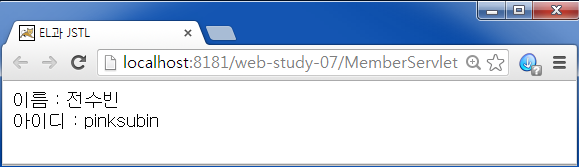 EL과 JSTL
localhost:8181/web-study-07/MemberServlet
이름 : 전수빈
아이디 : pinksubin